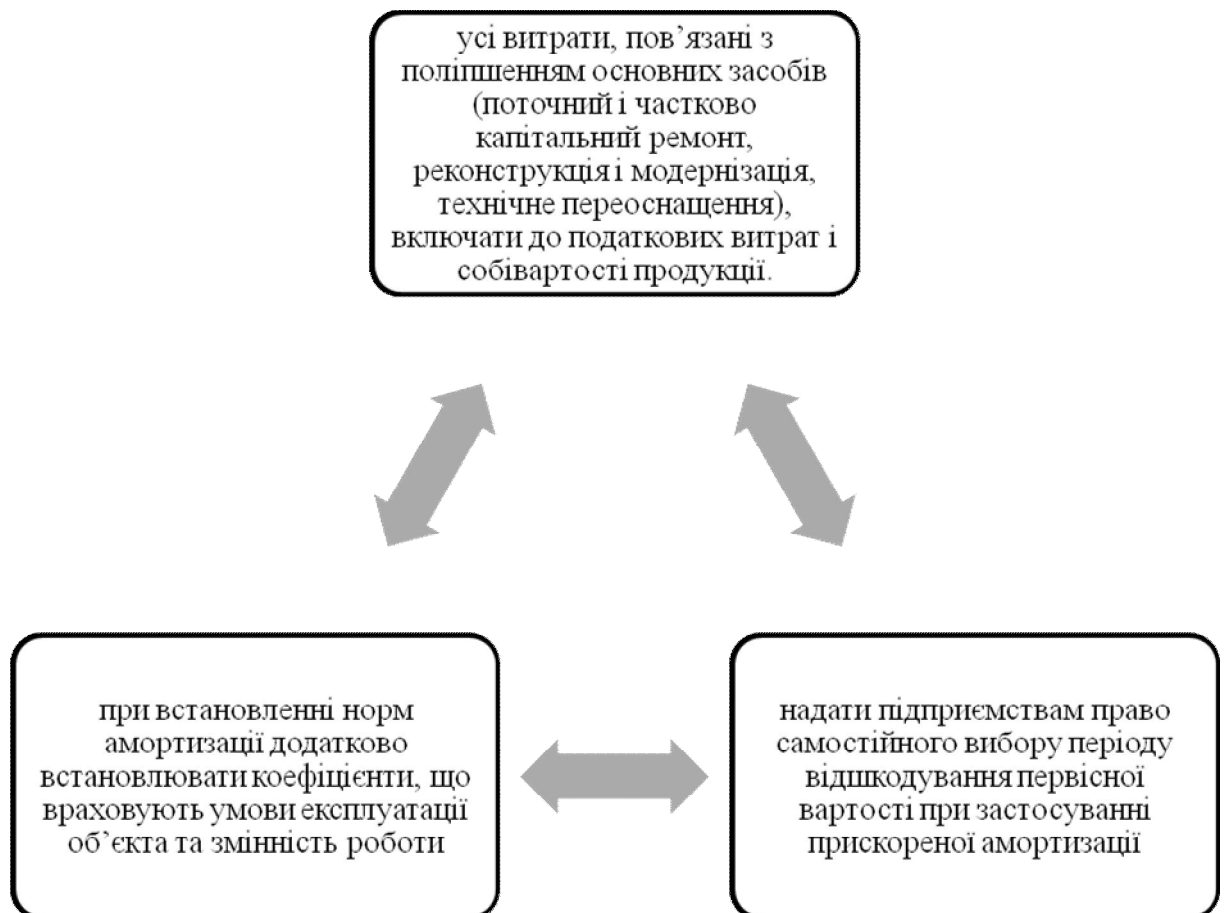 усі витрати, пов’язані з
поліпшенням основних засобів
(поточний і частково
капітальний ремонт,
реконструкція і модернізація,
технічне переоснащення),
включати до податкових витрат і
собівартості продукції.
при встановленні норм
амортизації додатково
встановлювати коефіцієнти, що
враховують умови експлуатації
об’єкта та змінність роботи
надати підприємствам право
самостійного вибору періоду
відшкодування первісної
вартості при застосуванні
прискореної амортизації